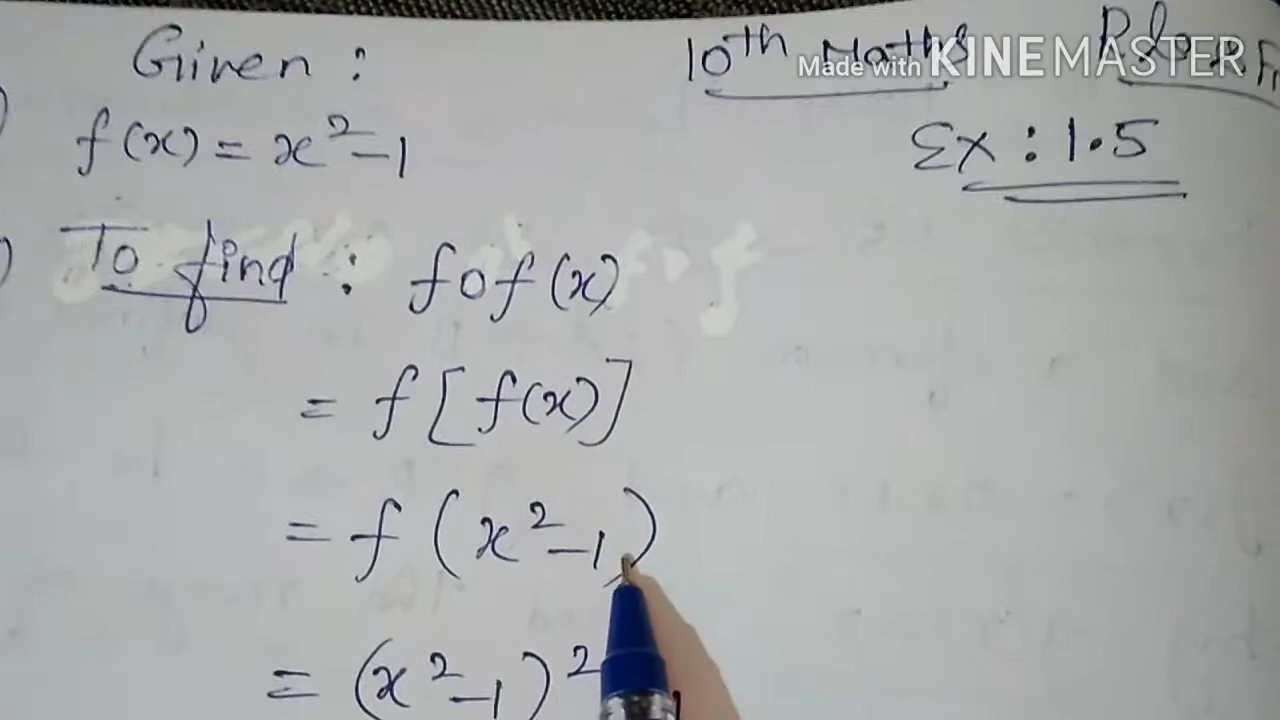 Given :
10th Maths
Made with KINEMASTER
f(x) = x²-1
Ex : 1.5
To find : fof(x)
= f[f(x)]
= f(x²-1)
= (x²-1)²